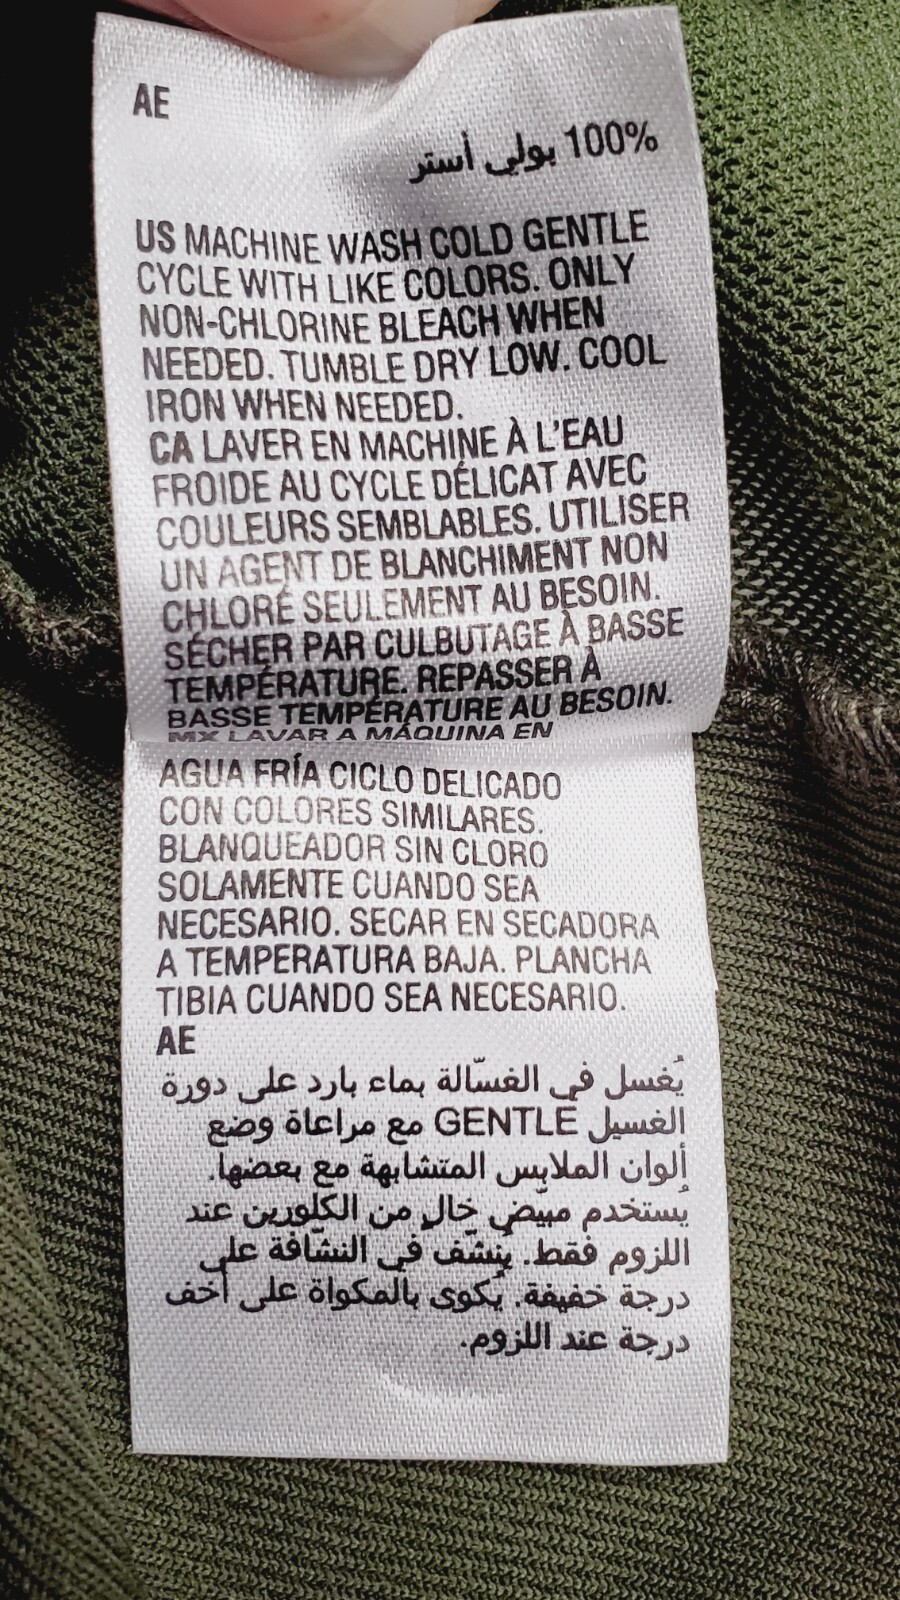 AE
100% بولي أستر
US MACHINE WASH COLD GENTLE
CYCLE WITH LIKE COLORS. ONLY
NON-CHLORINE BLEACH WHEN
NEEDED. TUMBLE DRY LOW. COOL
IRON WHEN NEEDED.
CA LAVER EN MACHINE À L'EAU
FROIDE AU CYCLE DÉLICAT AVEC
COULEURS SEMBLABLES. UTILISER
UN AGENT DE BLANCHIMENT NON
CHLORÉ SEULEMENT AU BESOIN.
SÉCHER PAR CULBUTAGE À BASSE
TEMPÉRATURE. REPASSER À
BASSE TEMPÉRATURE AU BESOIN.
MX LAVAR A MÁQUINA EN
AGUA FRÍA CICLO DELICADO
CON COLORES SIMILARES.
BLANQUEADOR SIN CLORO
SOLAMENTE CUANDO SEA
NECESARIO. SECAR EN SECADORA
A TEMPERATURA BAJA. PLANCHA
TIBIA CUANDO SEA NECESARIO.
AE
يُغسل في الغسّالة بماء بارد على دورة
الغسيل GENTLE مع مراعاة وضع
ألوان الملابس المتشابهة مع بعضها.
يُستخدم مبيّض خالٍ من الكلورين عند
اللزوم فقط. يُنشّف في النشّافة على
درجة خفيفة. يُكوى بالمكواة على أخف
درجة عند اللزوم.